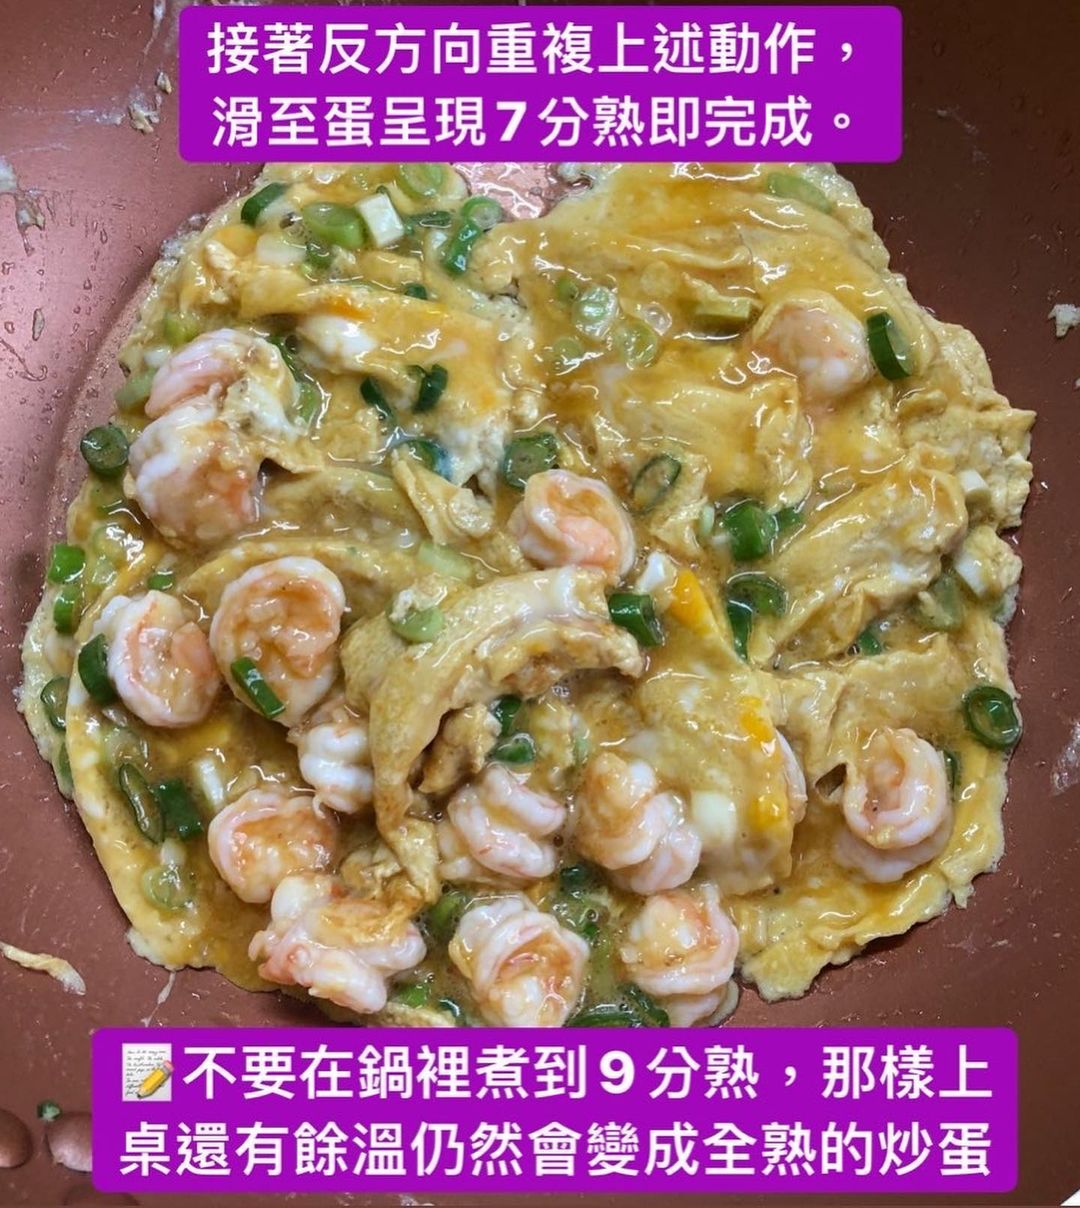 接著反方向重複上述動作，
滑至蛋呈現7分熟即完成。
不要在鍋裡煮到9分熟，那樣上
桌還有餘溫仍然會變成全熟的炒蛋